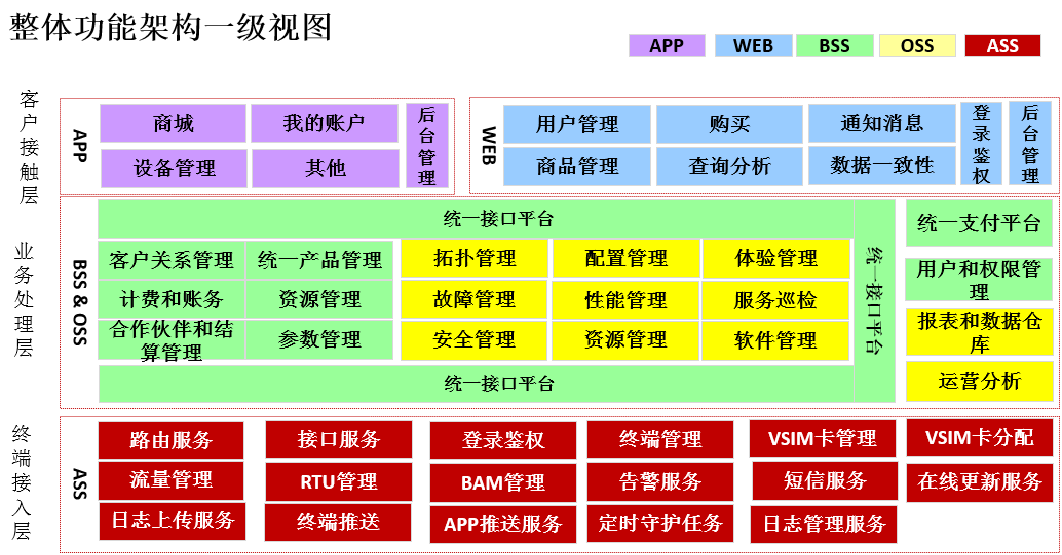 整体功能架构一级视图
APP
WEB
BSS
OSS
ASS
客户接触层
APP
商城
我的账户
设备管理
其他
后台管理
WEB
用户管理
购买
通知消息
商品管理
查询分析
数据一致性
登录鉴权
后台管理
业务处理层
BSS & OSS
统一接口平台
客户关系管理
统一产品管理
拓扑管理
配置管理
体验管理
计费和账务
资源管理
故障管理
性能管理
服务巡检
合作伙伴和结
算管理
参数管理
安全管理
资源管理
软件管理
统一接口平台
统一接口平台
统一支付平台
用户和权限管
理
报表和数据仓
库
运营分析
终端接入层
ASS
路由服务
接口服务
登录鉴权
终端管理
VSIM卡管理
VSIM卡分配
流量管理
RTU管理
BAM管理
告警服务
短信服务
在线更新服务
日志上传服务
终端推送
APP推送服务
定时守护任务
日志管理服务